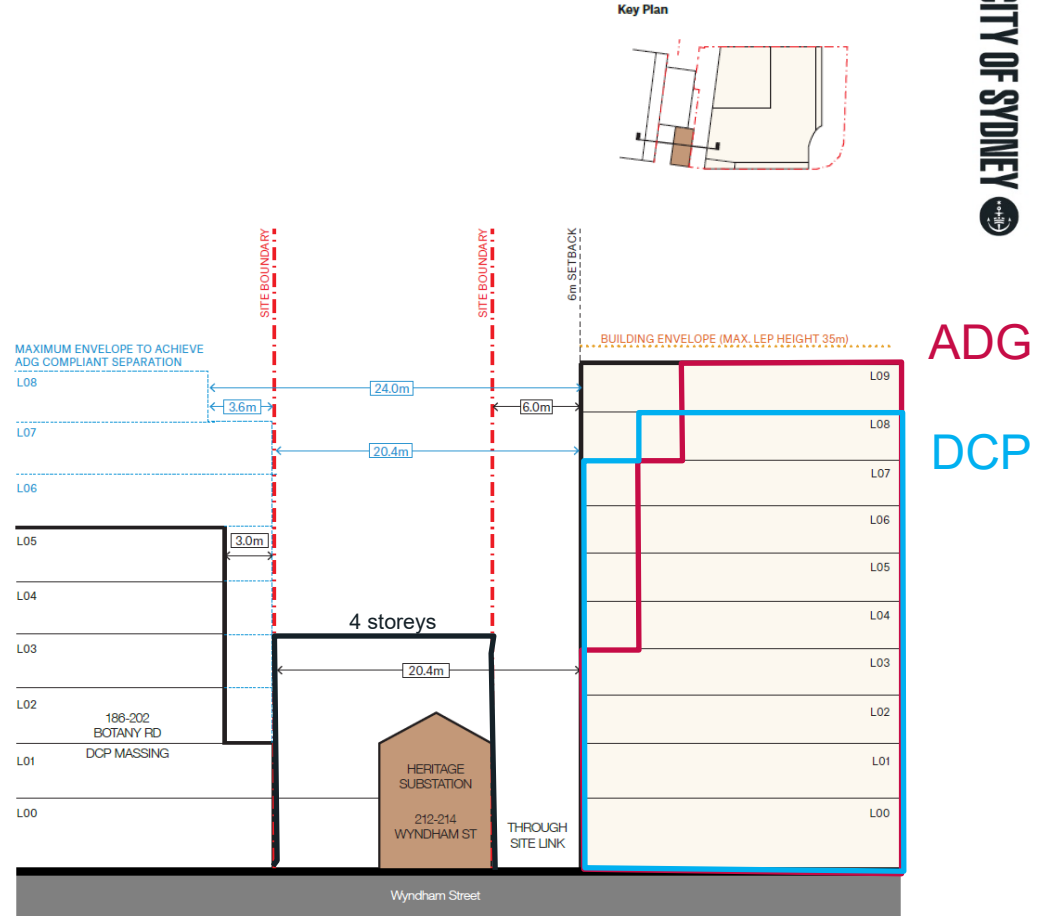 Key Plan
CITY OF SYDNEY
SITE BOUNDARY
SITE BOUNDARY
6m SETBACK
ADG
DCP
BUILDING ENVELOPE (MAX. LEP HEIGHT 35m)
MAXIMUM ENVELOPE TO ACHIEVE
ADG COMPLIANT SEPARATION
L08
L07
L06
L05
L04
L03
L02
L01
L00
24.0m
3.6m
6.0m
20.4m
3.0m
4 storeys
20.4m
186-202
BOTANY RD
DCP MASSING
HERITAGE
SUBSTATION
212-214
WYNDHAM ST
THROUGH
SITE LINK
L09
L08
L07
L06
L05
L04
L03
L02
L01
L00
Wyndham Street